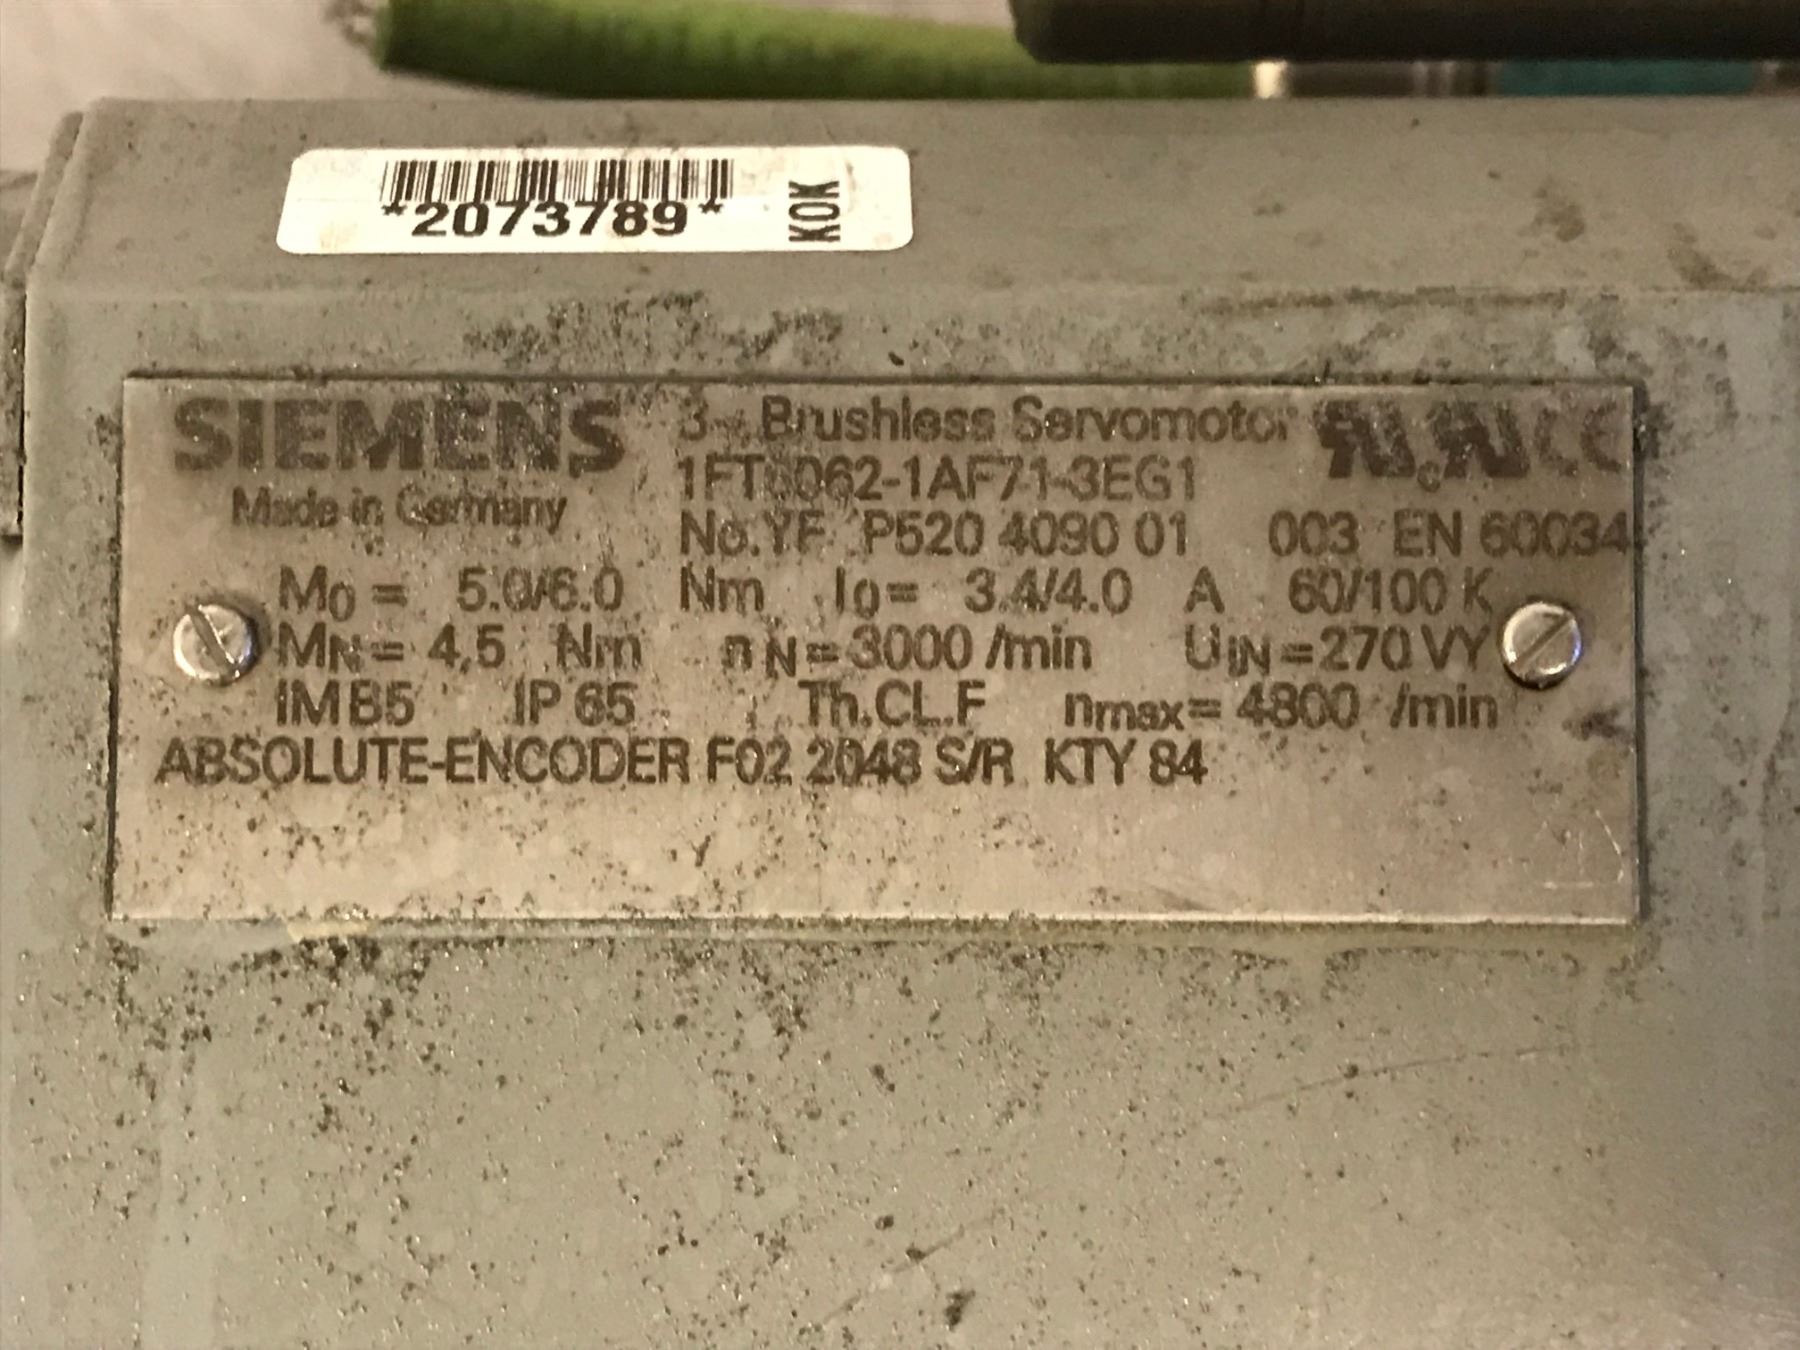 *2073789*
KOK
SIEMENS
Made in Germany
3~ Brushless Servomotor
1FT6062-1AF71-3EG1
No.YF P520 4090 01 003 EN 60034
M0 = 5.0/6.0 Nm I0 = 3.4/4.0 A 60/100 K
MN = 4,5 Nm nN = 3000 /min UIN = 270 VY
IM B5 IP 65 Th.CL.F nmax = 4800 /min
ABSOLUTE-ENCODER F02 2048 S/R KTY 84